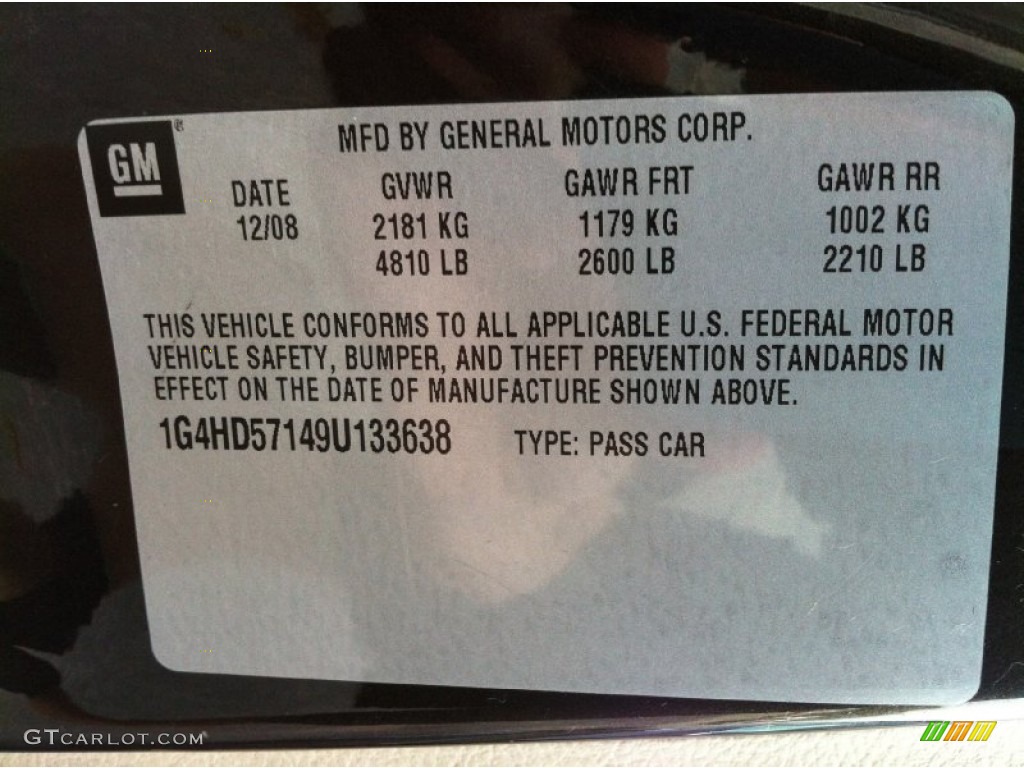 GM®
MFD BY GENERAL MOTORS CORP.
DATE GVWR GAWR FRT GAWR RR
12/08 2181 KG 1179 KG 1002 KG
4810 LB 2600 LB 2210 LB
THIS VEHICLE CONFORMS TO ALL APPLICABLE U.S. FEDERAL MOTOR
VEHICLE SAFETY, BUMPER, AND THEFT PREVENTION STANDARDS IN
EFFECT ON THE DATE OF MANUFACTURE SHOWN ABOVE.
1G4HD57149U133638 TYPE: PASS CAR
GTCARLOT.COM